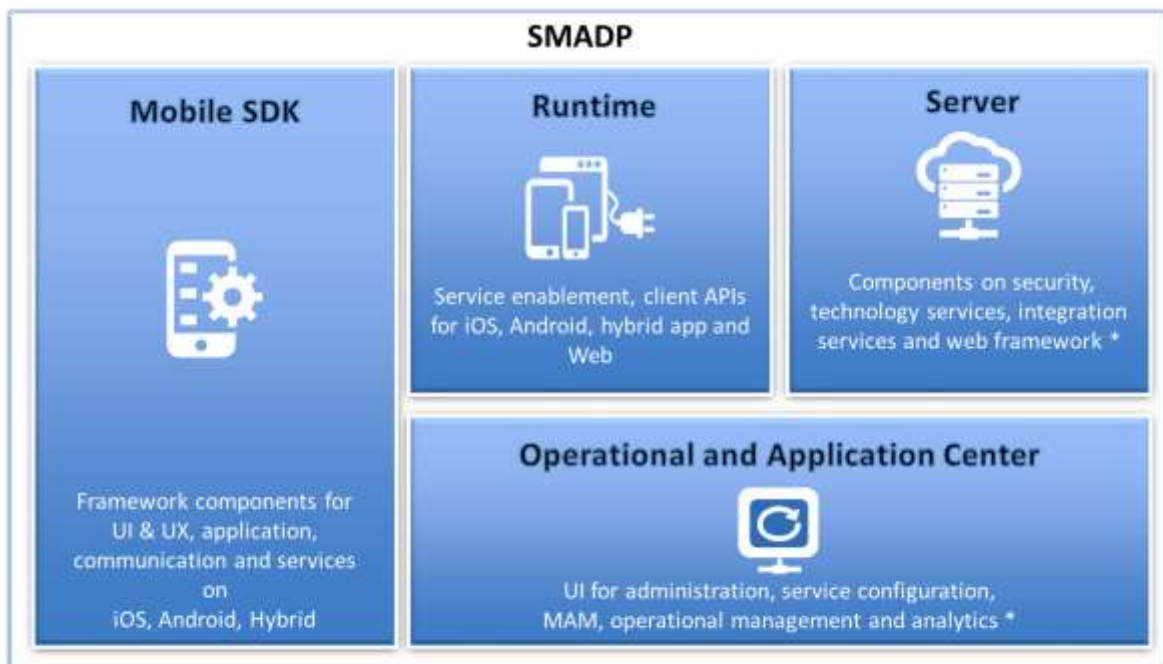 SMADP
Mobile SDK
Framework components for
UI & UX, application,
communication and services
on
iOS, Android, Hybrid
Runtime
Service enablement, client APIs
for iOS, Android, hybrid app and
Web
Server
Components on security,
technology services, integration
services and web framework *
Operational and Application Center
UI for administration, service configuration,
MAM, operational management and analytics *